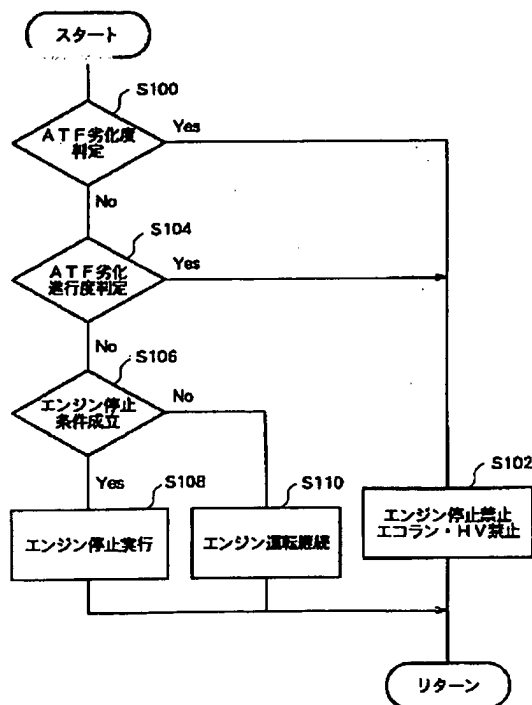 スタート
S100
ATF劣化度
判定
Yes
No
S104
ATF劣化
進行度判定
Yes
No
S106
エンジン停止
条件成立
No
Yes
S108
エンジン停止実行
S110
エンジン運転継続
S102
エンジン停止禁止
エコラン・HV禁止
リターン